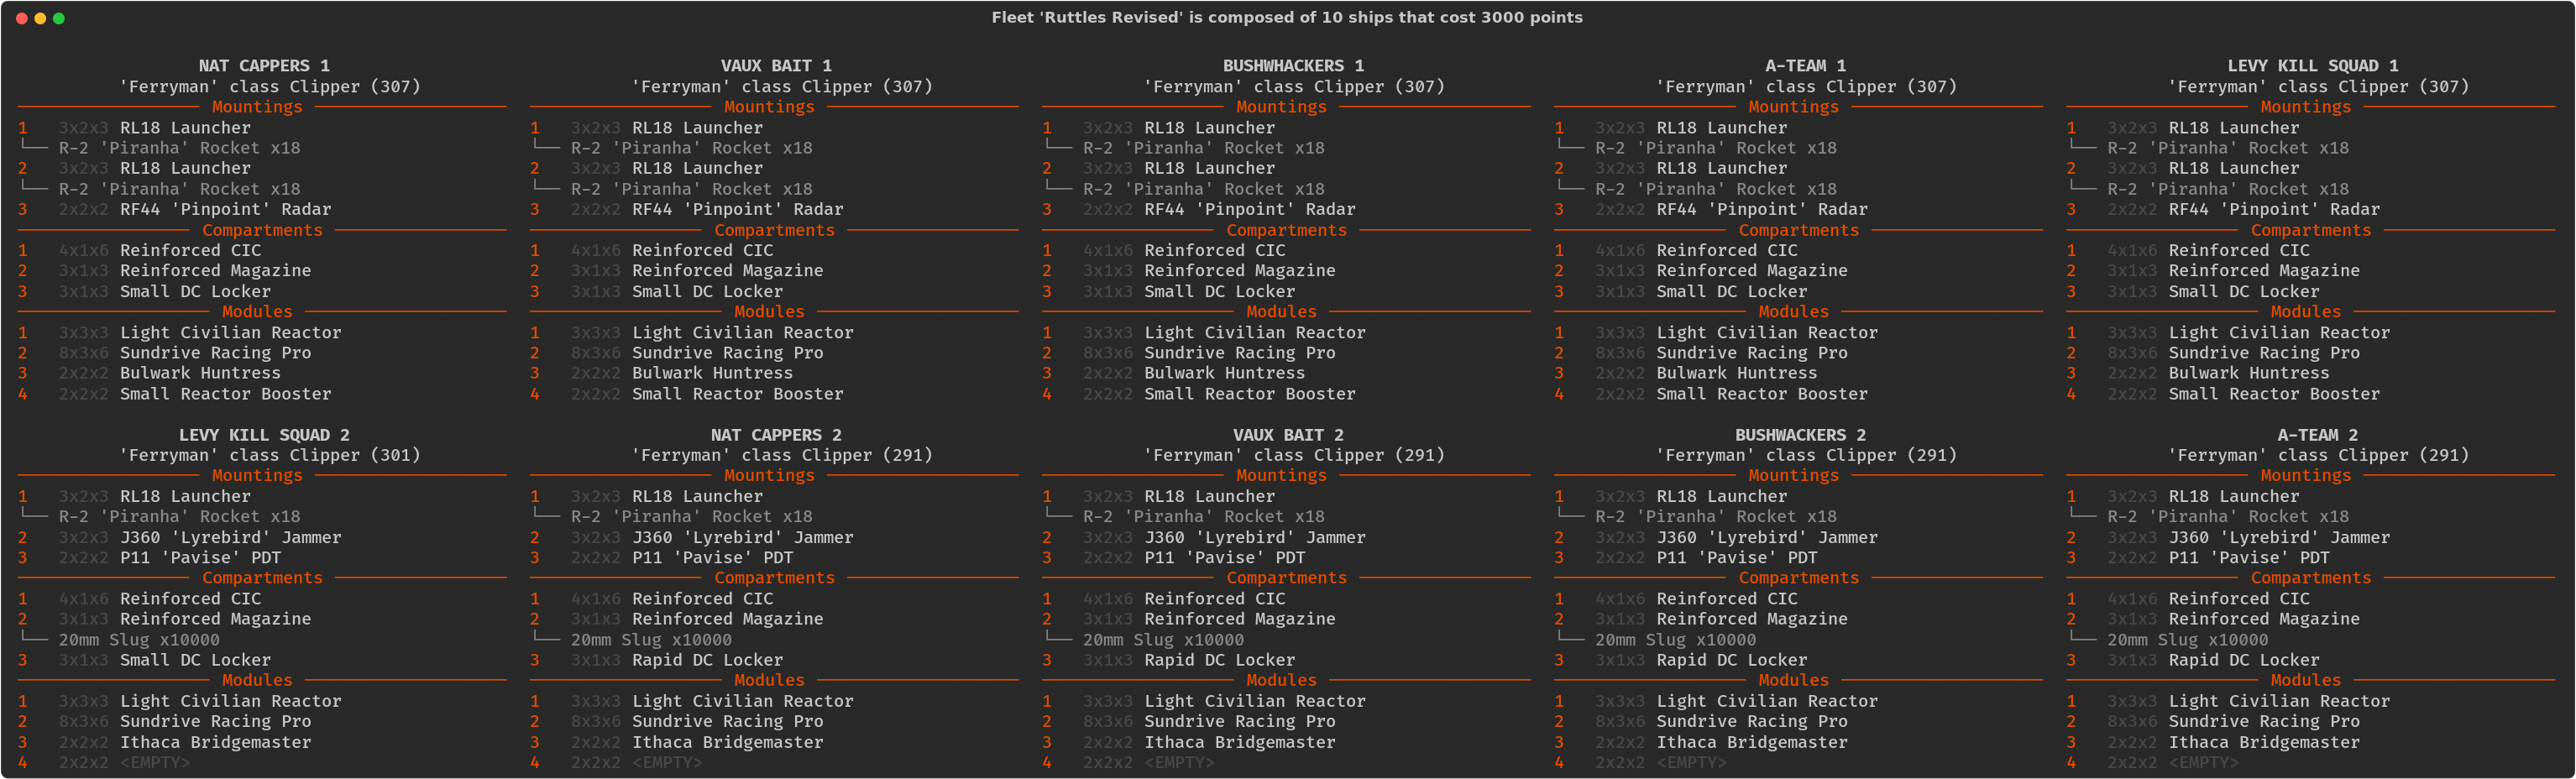 Fleet 'Ruttles Revised' is composed of 10 ships that cost 3000 points
NAT CAPPERS 1
'Ferryman' class Clipper (307)
Mountings
1 3x2x3 RL18 Launcher
└── R-2 'Piranha' Rocket x18
2 3x2x3 RL18 Launcher
└── R-2 'Piranha' Rocket x18
3 2x2x2 RF44 'Pinpoint' Radar
Compartments
1 4x1x6 Reinforced CIC
2 3x1x3 Reinforced Magazine
3 3x1x3 Small DC Locker
Modules
1 3x3x3 Light Civilian Reactor
2 8x3x6 Sundrive Racing Pro
3 2x2x2 Bulwark Huntress
4 2x2x2 Small Reactor Booster
VAUX BAIT 1
'Ferryman' class Clipper (307)
Mountings
1 3x2x3 RL18 Launcher
└── R-2 'Piranha' Rocket x18
2 3x2x3 RL18 Launcher
└── R-2 'Piranha' Rocket x18
3 2x2x2 RF44 'Pinpoint' Radar
Compartments
1 4x1x6 Reinforced CIC
2 3x1x3 Reinforced Magazine
3 3x1x3 Small DC Locker
Modules
1 3x3x3 Light Civilian Reactor
2 8x3x6 Sundrive Racing Pro
3 2x2x2 Bulwark Huntress
4 2x2x2 Small Reactor Booster
BUSHWHACKERS 1
'Ferryman' class Clipper (307)
Mountings
1 3x2x3 RL18 Launcher
└── R-2 'Piranha' Rocket x18
2 3x2x3 RL18 Launcher
└── R-2 'Piranha' Rocket x18
3 2x2x2 RF44 'Pinpoint' Radar
Compartments
1 4x1x6 Reinforced CIC
2 3x1x3 Reinforced Magazine
3 3x1x3 Small DC Locker
Modules
1 3x3x3 Light Civilian Reactor
2 8x3x6 Sundrive Racing Pro
3 2x2x2 Bulwark Huntress
4 2x2x2 Small Reactor Booster
A-TEAM 1
'Ferryman' class Clipper (307)
Mountings
1 3x2x3 RL18 Launcher
└── R-2 'Piranha' Rocket x18
2 3x2x3 RL18 Launcher
└── R-2 'Piranha' Rocket x18
3 2x2x2 RF44 'Pinpoint' Radar
Compartments
1 4x1x6 Reinforced CIC
2 3x1x3 Reinforced Magazine
3 3x1x3 Small DC Locker
Modules
1 3x3x3 Light Civilian Reactor
2 8x3x6 Sundrive Racing Pro
3 2x2x2 Bulwark Huntress
4 2x2x2 Small Reactor Booster
LEVY KILL SQUAD 1
'Ferryman' class Clipper (307)
Mountings
1 3x2x3 RL18 Launcher
└── R-2 'Piranha' Rocket x18
2 3x2x3 RL18 Launcher
└── R-2 'Piranha' Rocket x18
3 2x2x2 RF44 'Pinpoint' Radar
Compartments
1 4x1x6 Reinforced CIC
2 3x1x3 Reinforced Magazine
3 3x1x3 Small DC Locker
Modules
1 3x3x3 Light Civilian Reactor
2 8x3x6 Sundrive Racing Pro
3 2x2x2 Bulwark Huntress
4 2x2x2 Small Reactor Booster
LEVY KILL SQUAD 2
'Ferryman' class Clipper (301)
Mountings
1 3x2x3 RL18 Launcher
└── R-2 'Piranha' Rocket x18
2 3x2x3 J360 'Lyrebird' Jammer
3 2x2x2 P11 'Pavise' PDT
Compartments
1 4x1x6 Reinforced CIC
2 3x1x3 Reinforced Magazine
└── 20mm Slug x10000
3 3x1x3 Small DC Locker
Modules
1 3x3x3 Light Civilian Reactor
2 8x3x6 Sundrive Racing Pro
3 2x2x2 Ithaca Bridgemaster
4 2x2x2 <EMPTY>
NAT CAPPERS 2
'Ferryman' class Clipper (291)
Mountings
1 3x2x3 RL18 Launcher
└── R-2 'Piranha' Rocket x18
2 3x2x3 J360 'Lyrebird' Jammer
3 2x2x2 P11 'Pavise' PDT
Compartments
1 4x1x6 Reinforced CIC
2 3x1x3 Reinforced Magazine
└── 20mm Slug x10000
3 3x1x3 Rapid DC Locker
Modules
1 3x3x3 Light Civilian Reactor
2 8x3x6 Sundrive Racing Pro
3 2x2x2 Ithaca Bridgemaster
4 2x2x2 <EMPTY>
VAUX BAIT 2
'Ferryman' class Clipper (291)
Mountings
1 3x2x3 RL18 Launcher
└── R-2 'Piranha' Rocket x18
2 3x2x3 J360 'Lyrebird' Jammer
3 2x2x2 P11 'Pavise' PDT
Compartments
1 4x1x6 Reinforced CIC
2 3x1x3 Reinforced Magazine
└── 20mm Slug x10000
3 3x1x3 Rapid DC Locker
Modules
1 3x3x3 Light Civilian Reactor
2 8x3x6 Sundrive Racing Pro
3 2x2x2 Ithaca Bridgemaster
4 2x2x2 <EMPTY>
BUSHWACKERS 2
'Ferryman' class Clipper (291)
Mountings
1 3x2x3 RL18 Launcher
└── R-2 'Piranha' Rocket x18
2 3x2x3 J360 'Lyrebird' Jammer
3 2x2x2 P11 'Pavise' PDT
Compartments
1 4x1x6 Reinforced CIC
2 3x1x3 Reinforced Magazine
└── 20mm Slug x10000
3 3x1x3 Rapid DC Locker
Modules
1 3x3x3 Light Civilian Reactor
2 8x3x6 Sundrive Racing Pro
3 2x2x2 Ithaca Bridgemaster
4 2x2x2 <EMPTY>
A-TEAM 2
'Ferryman' class Clipper (291)
Mountings
1 3x2x3 RL18 Launcher
└── R-2 'Piranha' Rocket x18
2 3x2x3 J360 'Lyrebird' Jammer
3 2x2x2 P11 'Pavise' PDT
Compartments
1 4x1x6 Reinforced CIC
2 3x1x3 Reinforced Magazine
└── 20mm Slug x10000
3 3x1x3 Rapid DC Locker
Modules
1 3x3x3 Light Civilian Reactor
2 8x3x6 Sundrive Racing Pro
3 2x2x2 Ithaca Bridgemaster
4 2x2x2 <EMPTY>